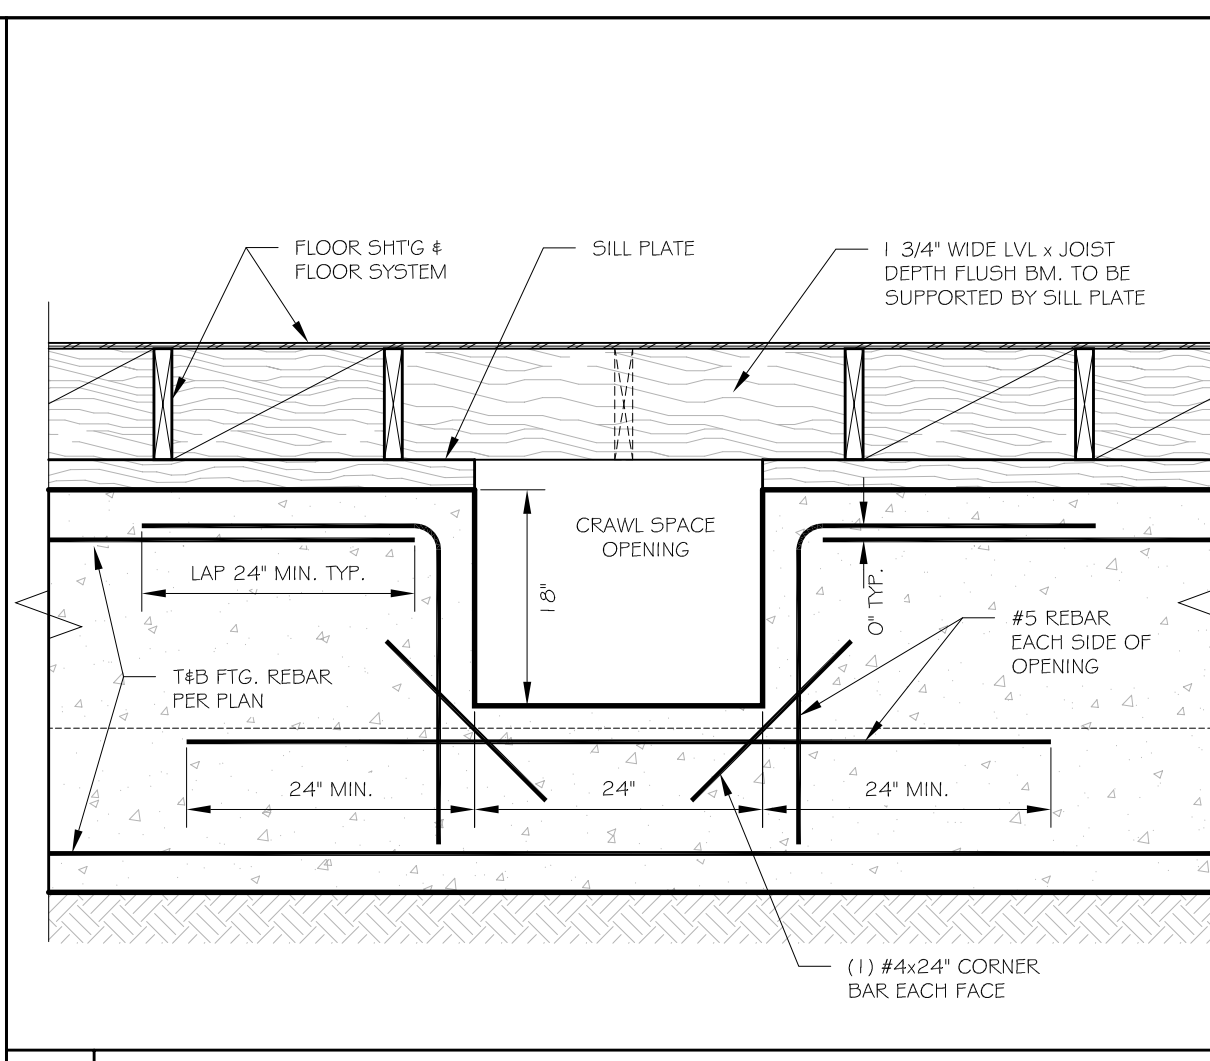 FLOOR SHT'G &
FLOOR SYSTEM
SILL PLATE
1 3/4" WIDE LVL x JOIST
DEPTH FLUSH BM. TO BE
SUPPORTED BY SILL PLATE
CRAWL SPACE
OPENING
LAP 24" MIN. TYP.
18"
0" TYP.
#5 REBAR
EACH SIDE OF
OPENING
T&B FTG. REBAR
PER PLAN
24" MIN.
24"
24" MIN.
(1) #4x24" CORNER
BAR EACH FACE